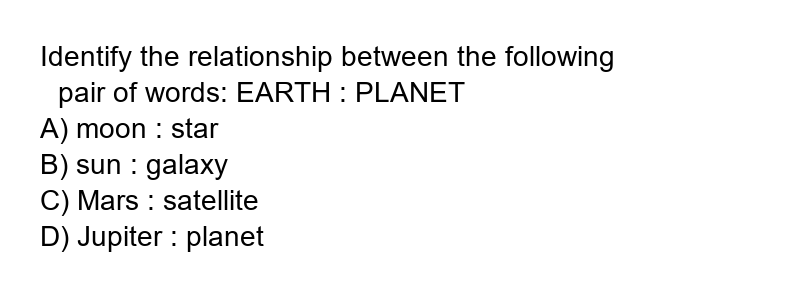 Identify the relationship between the following
pair of words: EARTH : PLANET
A) moon : star
B) sun : galaxy
C) Mars : satellite
D) Jupiter : planet